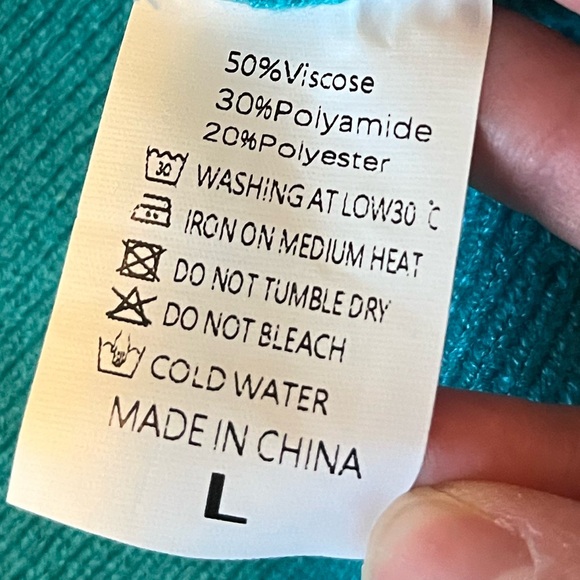 50%Viscose
30%Polyamide
20%Polyester
30 WASHING AT LOW30 °C
IRON ON MEDIUM HEAT
DO NOT TUMBLE DRY
DO NOT BLEACH
COLD WATER
MADE IN CHINA
L